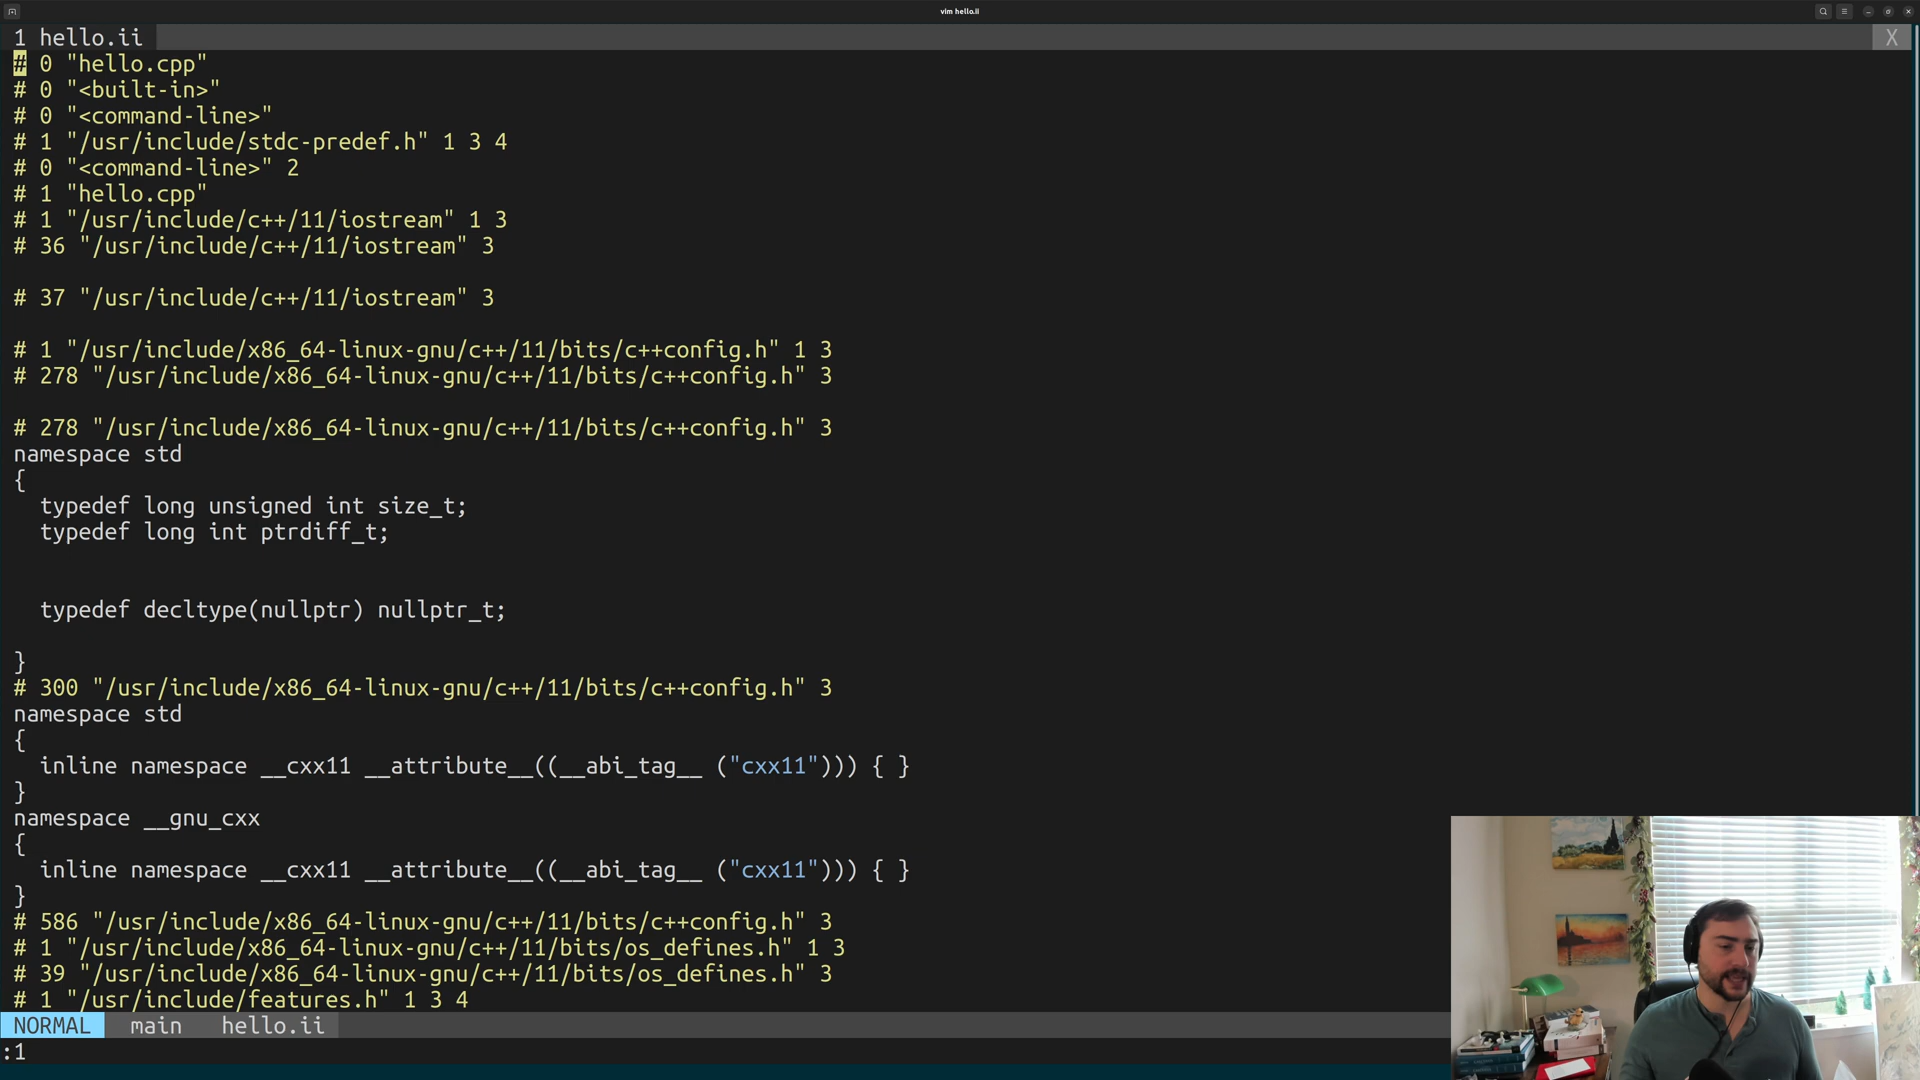 vim hello.ii
1 hello.ii X
# 0 "hello.cpp"
# 0 "<built-in>"
# 0 "<command-line>"
# 1 "/usr/include/stdc-predef.h" 1 3 4
# 0 "<command-line>" 2
# 1 "hello.cpp"
# 1 "/usr/include/c++/11/iostream" 1 3
# 36 "/usr/include/c++/11/iostream" 3
# 37 "/usr/include/c++/11/iostream" 3
# 1 "/usr/include/x86_64-linux-gnu/c++/11/bits/c++config.h" 1 3
# 278 "/usr/include/x86_64-linux-gnu/c++/11/bits/c++config.h" 3
# 278 "/usr/include/x86_64-linux-gnu/c++/11/bits/c++config.h" 3
namespace std
{
  typedef long unsigned int size_t;
  typedef long int ptrdiff_t;
  typedef decltype(nullptr) nullptr_t;
}
# 300 "/usr/include/x86_64-linux-gnu/c++/11/bits/c++config.h" 3
namespace std
{
  inline namespace __cxx11 __attribute__((__abi_tag__ ("cxx11"))) { }
}
namespace __gnu_cxx
{
  inline namespace __cxx11 __attribute__((__abi_tag__ ("cxx11"))) { }
}
# 586 "/usr/include/x86_64-linux-gnu/c++/11/bits/c++config.h" 3
# 1 "/usr/include/x86_64-linux-gnu/c++/11/bits/os_defines.h" 1 3
# 39 "/usr/include/x86_64-linux-gnu/c++/11/bits/os_defines.h" 3
# 1 "/usr/include/features.h" 1 3 4
NORMAL main hello.ii
:1